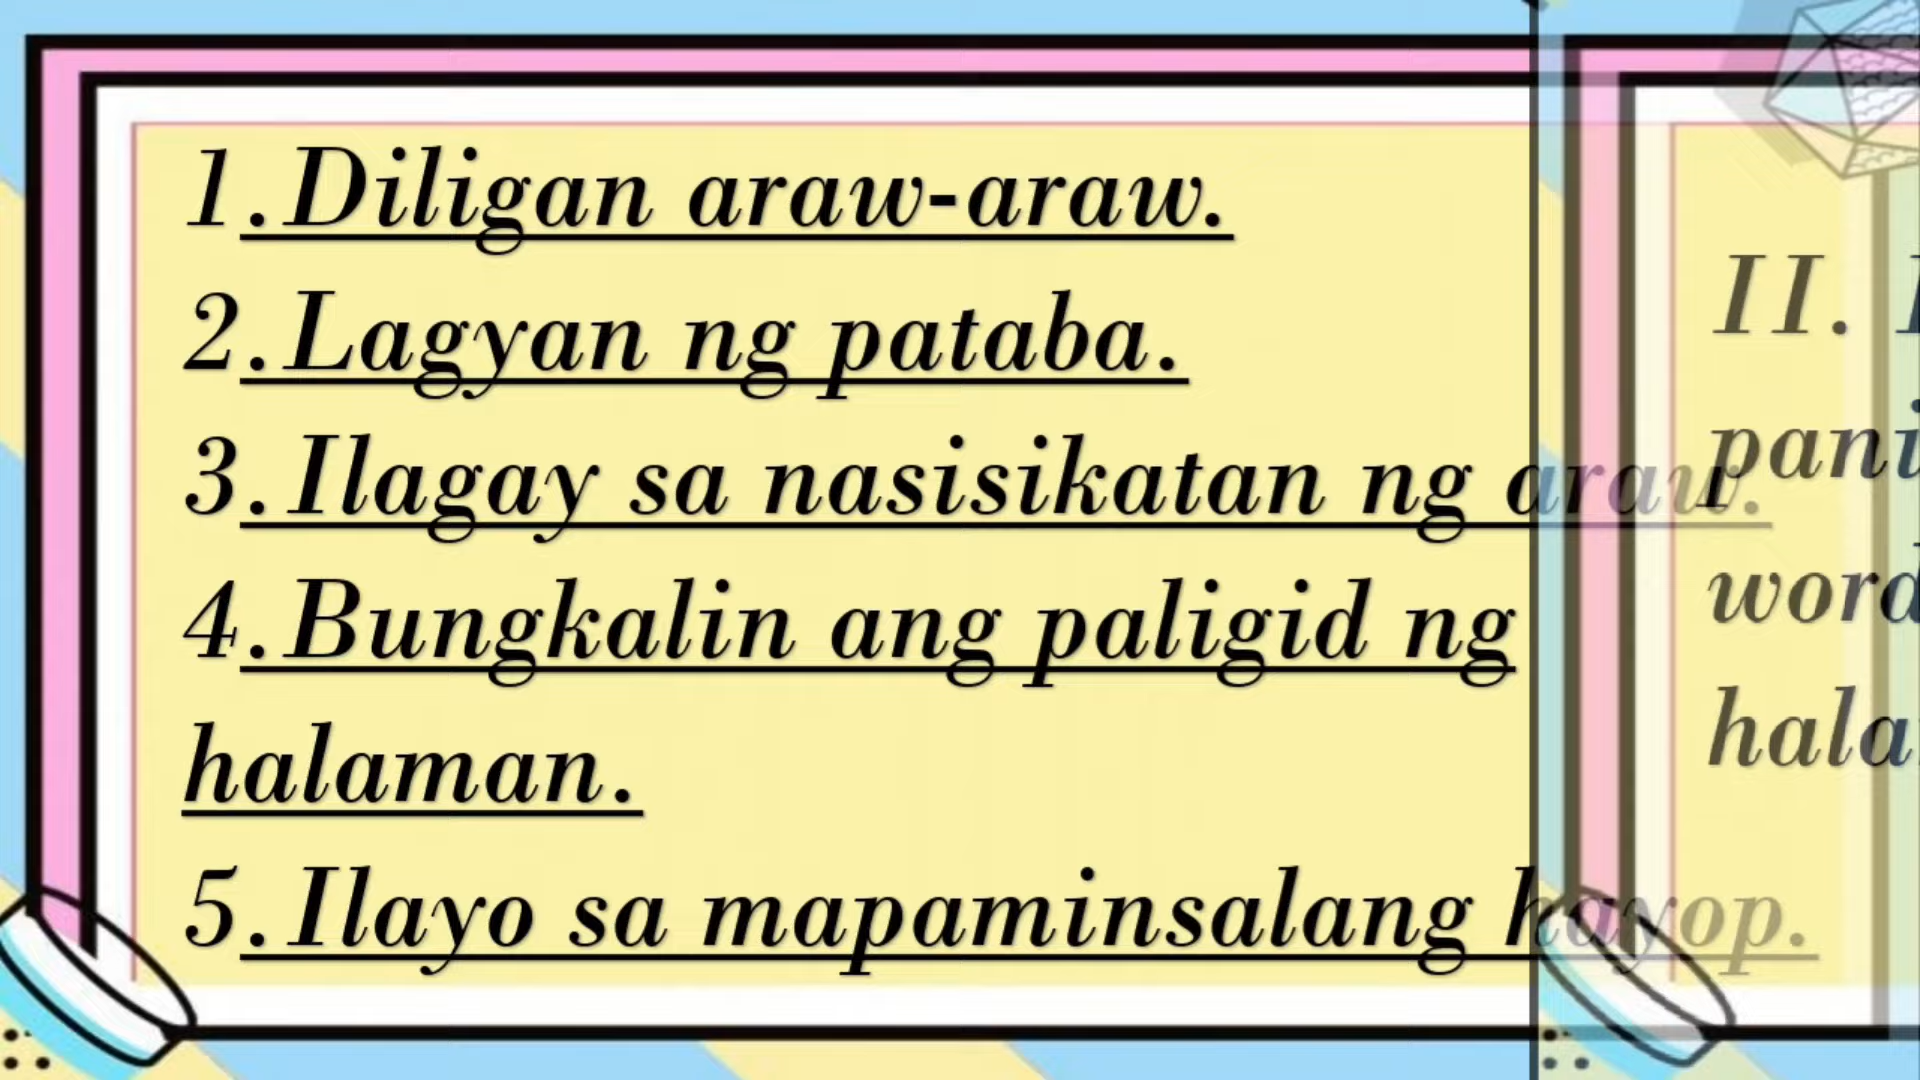 1. Diligan araw-araw.
2. Lagyan ng pataba.
3. Ilagay sa nasisikatan ng araw.
4. Bungkalin ang paligid ng
halaman.
5. Ilayo sa mapaminsalang hayop.
II.